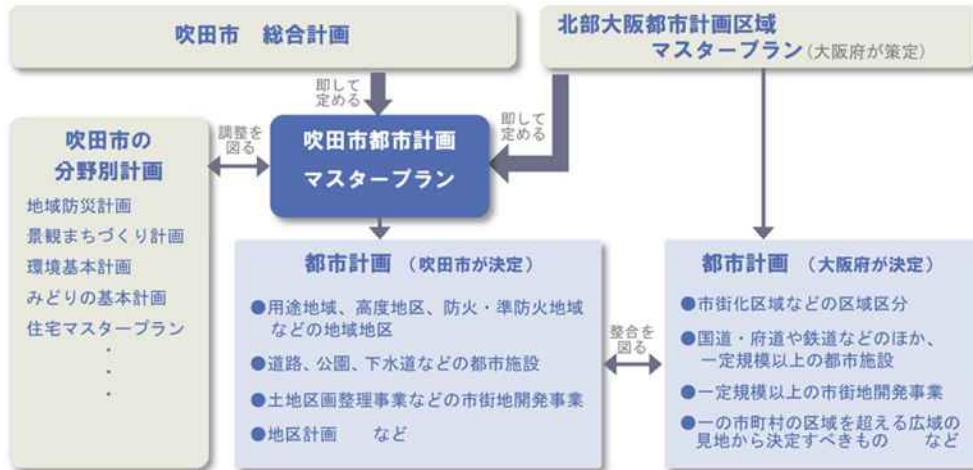 吹田市 総合計画
北部大阪都市計画区域
マスタープラン(大阪府が策定)
即して
定める
即して
定める
吹田市都市計画
マスタープラン
調整を
図る
吹田市の
分野別計画
地域防災計画
景観まちづくり計画
環境基本計画
みどりの基本計画
住宅マスタープラン
・
・
・
都市計画 (吹田市が決定)
●用途地域、高度地区、防火・準防火地域
などの地域地区
●道路、公園、下水道などの都市施設
●土地区画整理事業などの市街地開発事業
●地区計画 など
整合を
図る
都市計画 (大阪府が決定)
●市街化区域などの区域区分
●国道・府道や鉄道などのほか、
一定規模以上の都市施設
●一定規模以上の市街地開発事業
●一の市町村の区域を超える広域の
見地から決定すべきもの など